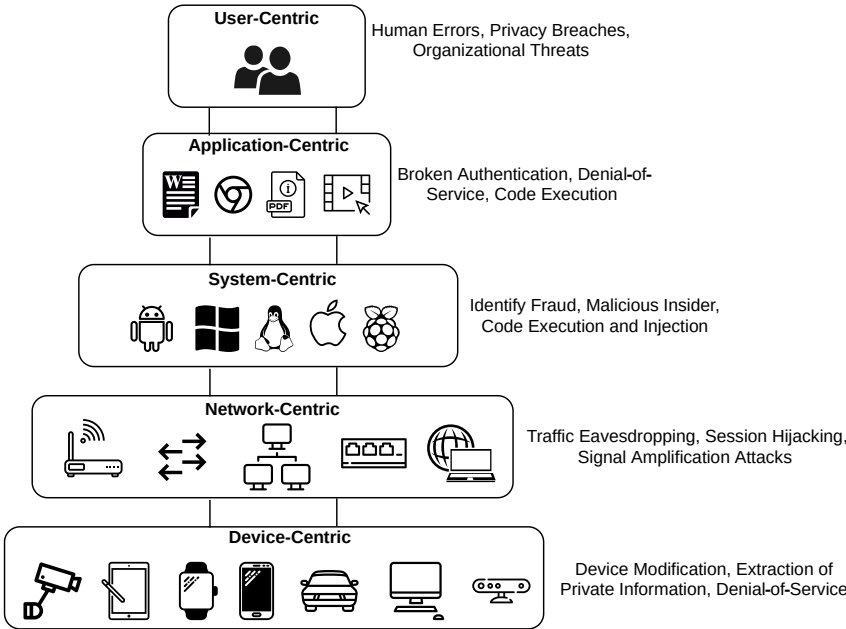 User-Centric
Human Errors, Privacy Breaches,
Organizational Threats
Application-Centric
W
i
PDF
Broken Authentication, Denial-of-
Service, Code Execution
System-Centric
Identify Fraud, Malicious Insider,
Code Execution and Injection
Network-Centric
Traffic Eavesdropping, Session Hijacking,
Signal Amplification Attacks
Device-Centric
Device Modification, Extraction of
Private Information, Denial-of-Service